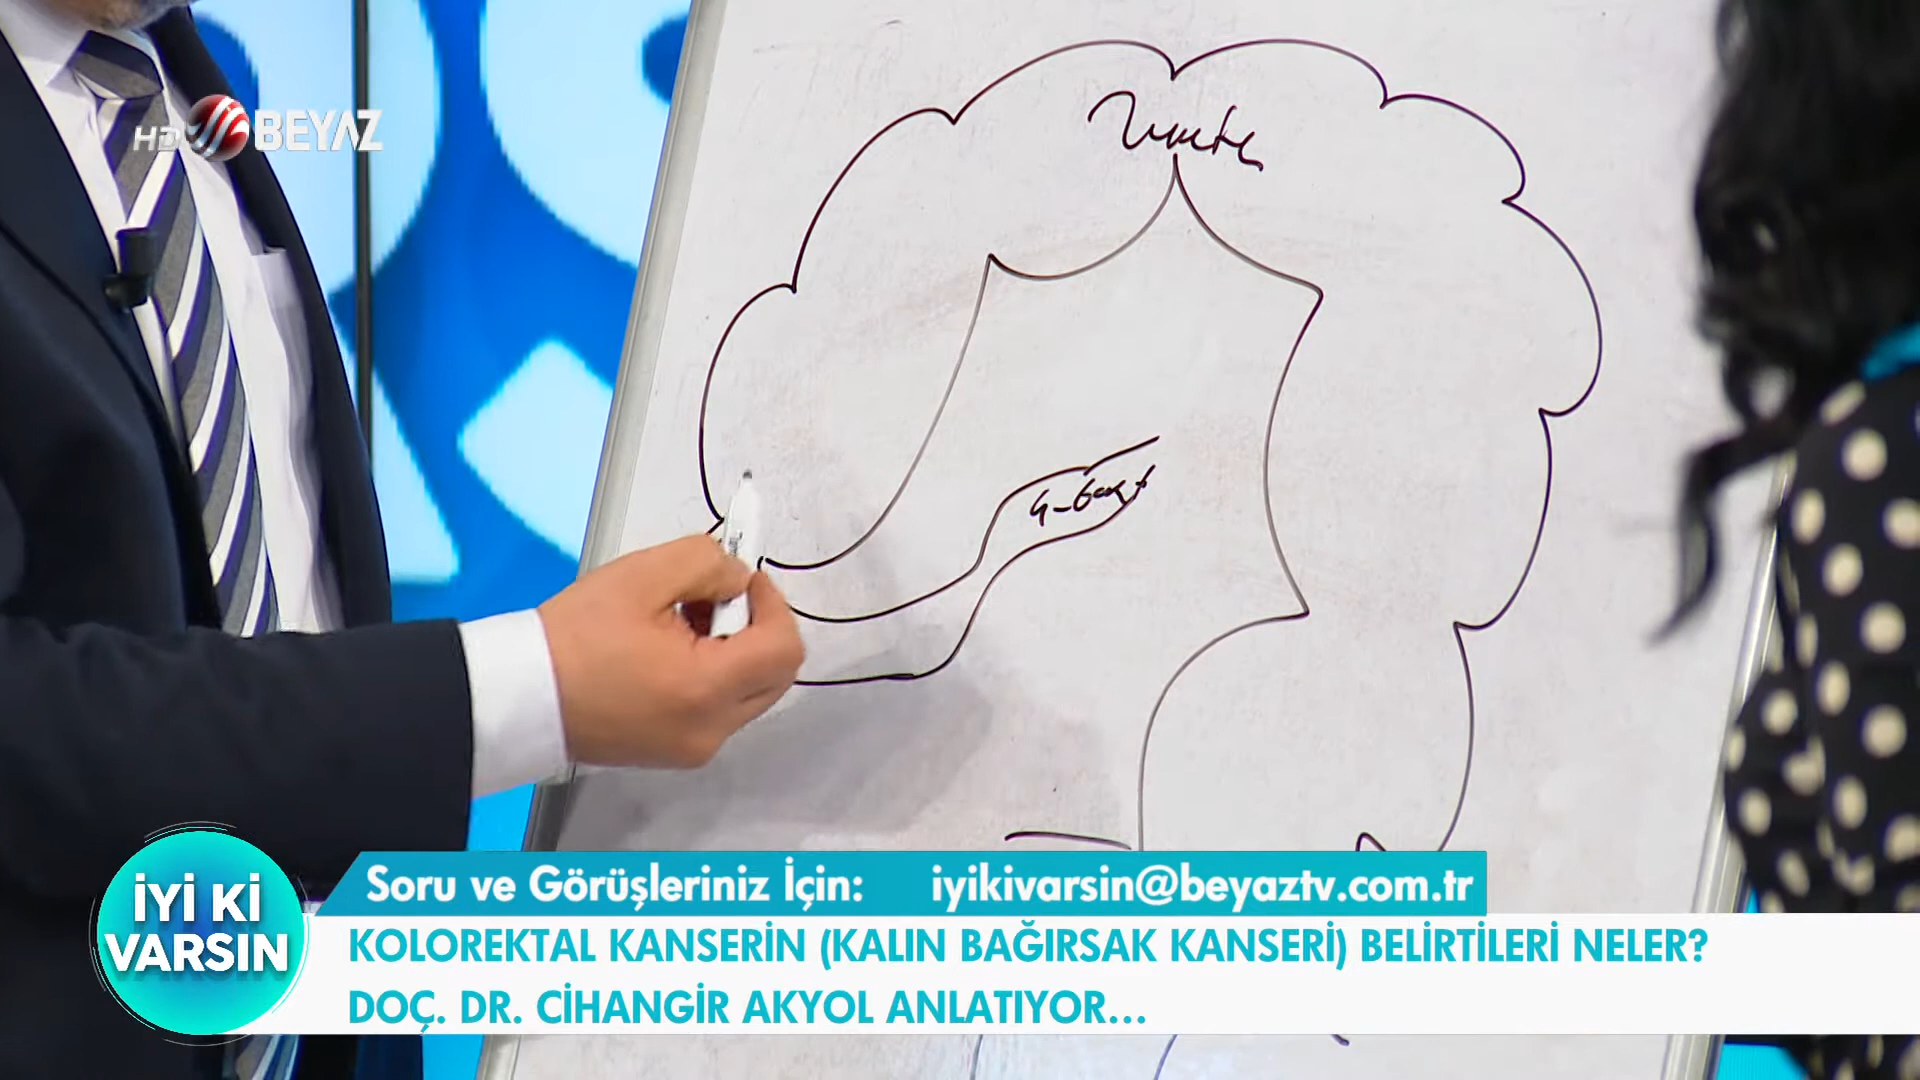 HD BEYAZ
Soru ve Görüşleriniz İçin: iyikivarsin@beyaztv.com.tr
İYİ Kİ
VARSIN
KOLOREKTAL KANSERİN (KALIN BAĞIRSAK KANSERİ) BELİRTİLERİ NELER?
DOÇ. DR. CİHANGİR AKYOL ANLATIYOR...